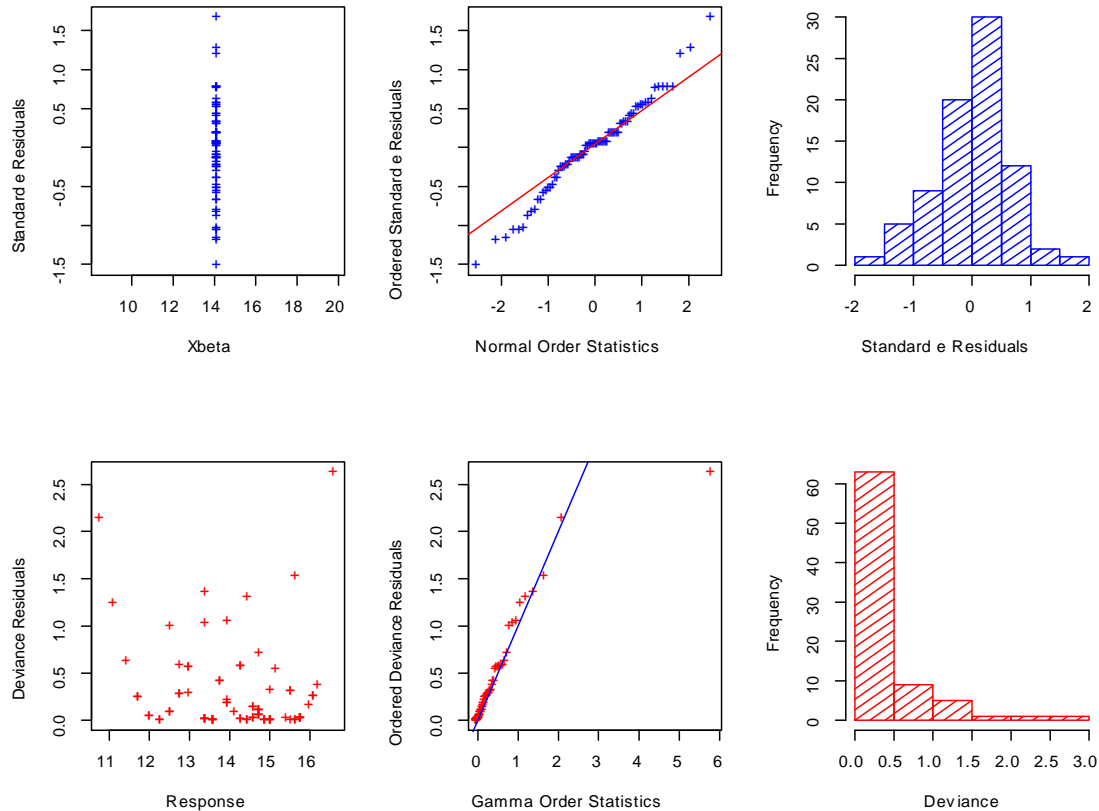 Standard e Residuals
-1.5 -0.5 0.5 1.0 1.5
10 12 14 16 18 20
Xbeta
Ordered Standard e Residuals
-1.5 -0.5 0.5 1.0 1.5
-2 -1 0 1 2
Normal Order Statistics
Frequency
0 5 10 20 30
-2 -1 0 1 2
Standard e Residuals
Deviance Residuals
0.0 0.5 1.0 1.5 2.0 2.5
11 12 13 14 15 16
Response
Ordered Deviance Residuals
0.0 0.5 1.0 1.5 2.0 2.5
0 1 2 3 4 5 6
Gamma Order Statistics
Frequency
0 10 20 30 40 50 60
0.0 0.5 1.0 1.5 2.0 2.5 3.0
Deviance